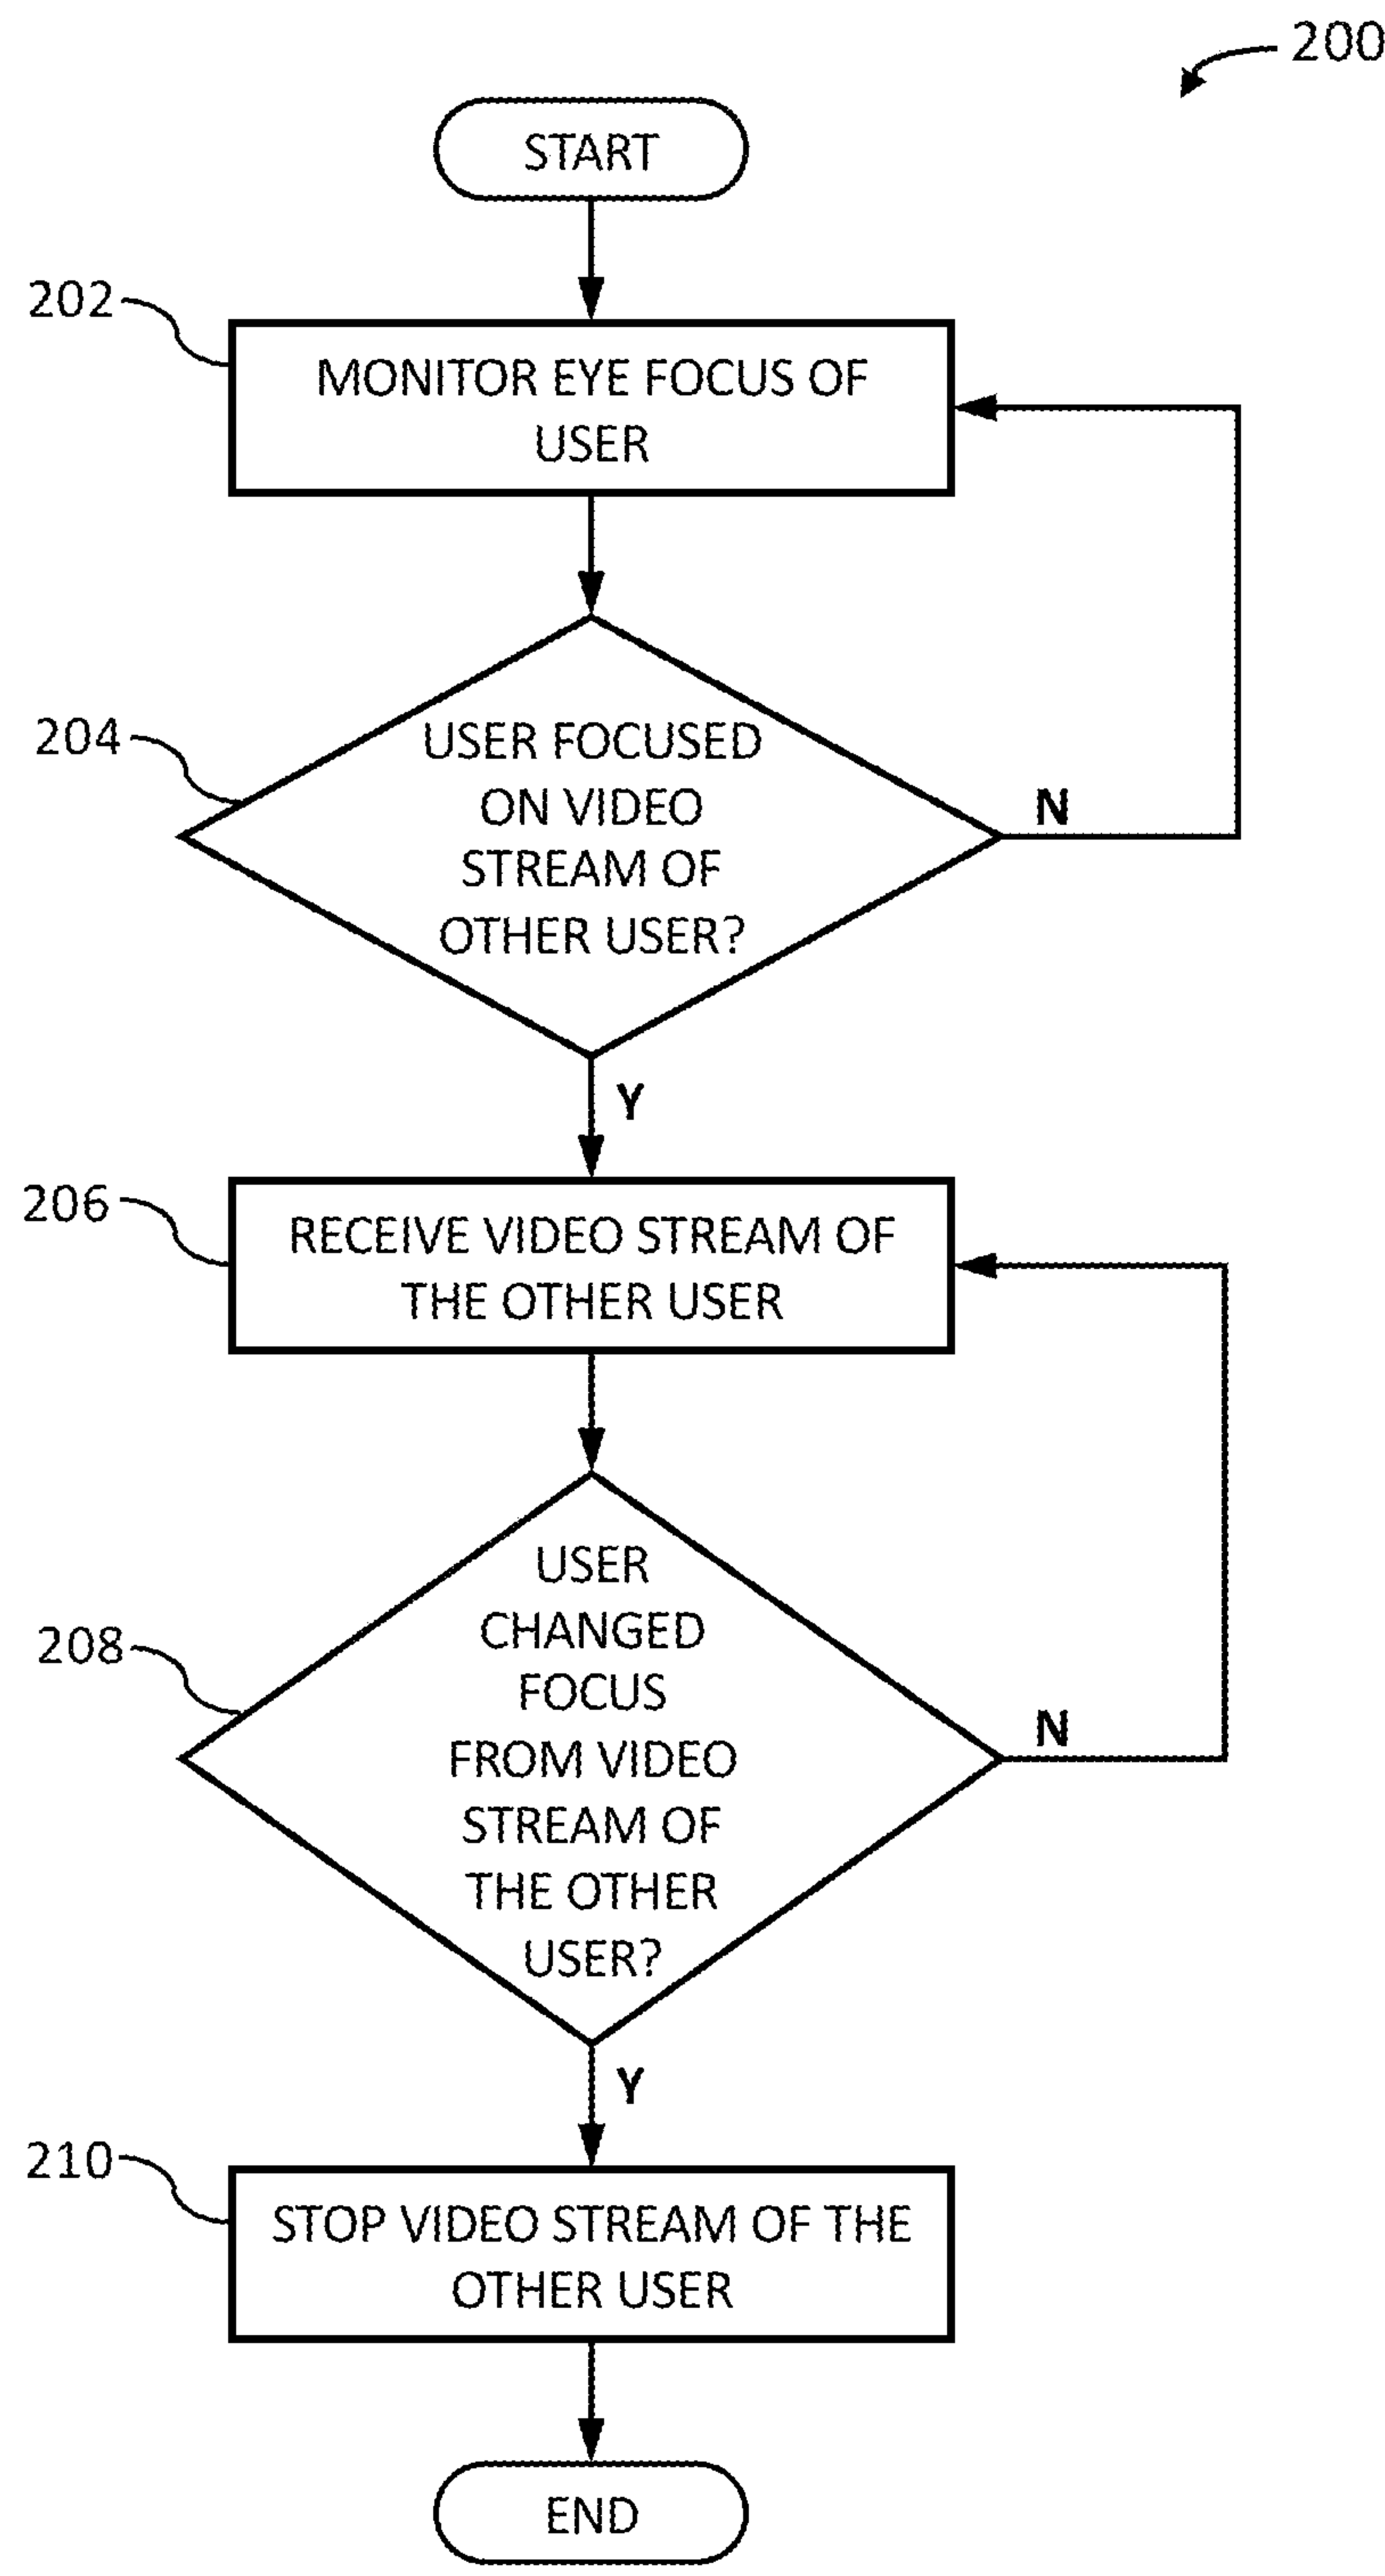 200
START
202
MONITOR EYE FOCUS OF
USER
204
USER FOCUSED
ON VIDEO
STREAM OF
OTHER USER?
N
Y
206
RECEIVE VIDEO STREAM OF
THE OTHER USER
208
USER
CHANGED
FOCUS
FROM VIDEO
STREAM OF
THE OTHER
USER?
N
Y
210
STOP VIDEO STREAM OF THE
OTHER USER
END